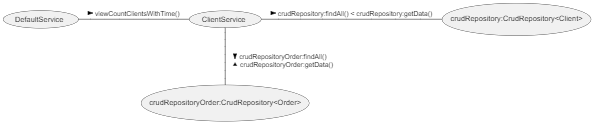 DefaultService
viewCountClientsWithTime()
ClientService
crudRepository:findAll() < crudRepository:getData()
crudRepository:CrudRepository<Client>
crudRepositoryOrder:findAll()
crudRepositoryOrder:getData()
crudRepositoryOrder:CrudRepository<Order>